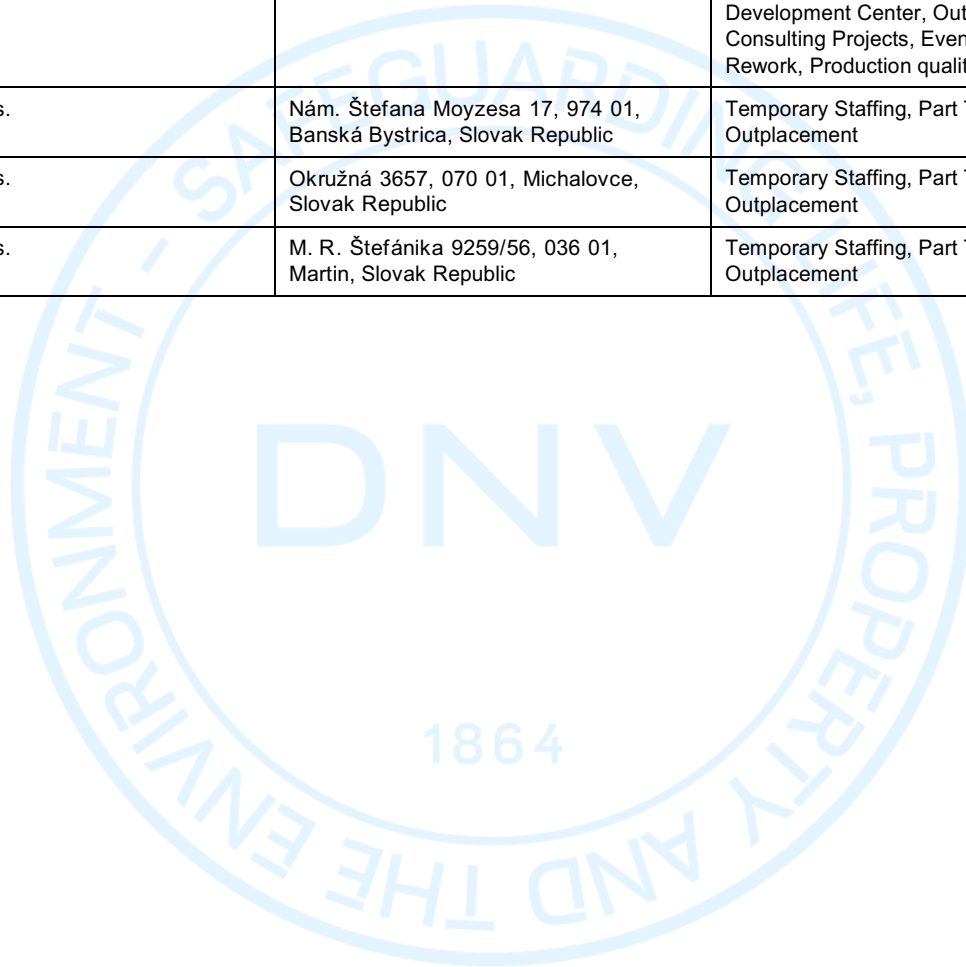 Development Center, Out
Consulting Projects, Even
Rework, Production qualit
s.
Nám. Štefana Moyzesa 17, 974 01,
Banská Bystrica, Slovak Republic
Temporary Staffing, Part
Outplacement
s.
Okružná 3657, 070 01, Michalovce,
Slovak Republic
Temporary Staffing, Part
Outplacement
s.
M. R. Štefánika 9259/56, 036 01,
Martin, Slovak Republic
Temporary Staffing, Part
Outplacement
SAFEGUARDING LIFE, PROPERTY AND THE ENVIRONMENT –
DNV
1864